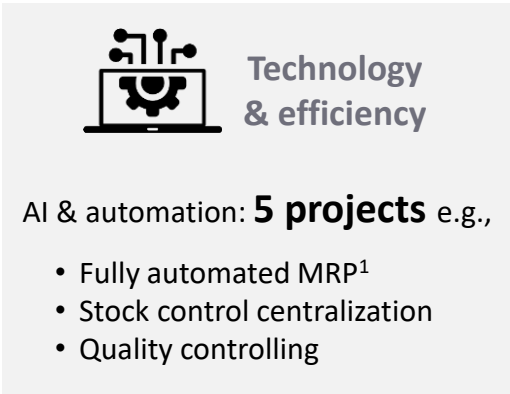 Technology
& efficiency
AI & automation: 5 projects e.g.,
• Fully automated MRP¹
• Stock control centralization
• Quality controlling